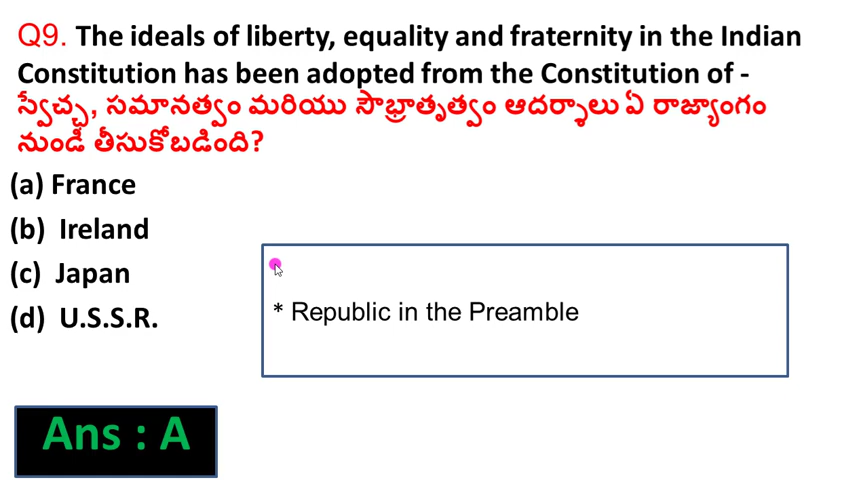 Q9. The ideals of liberty, equality and fraternity in the Indian
Constitution has been adopted from the Constitution of -
స్వేచ్ఛ, సమానత్వం మరియు సౌభ్రాతృత్వం ఆదర్శాలు ఏ రాజ్యాంగం
నుండి తీసుకోబడింది?
(a) France
(b) Ireland
(c) Japan
(d) U.S.S.R.
* Republic in the Preamble
Ans : A